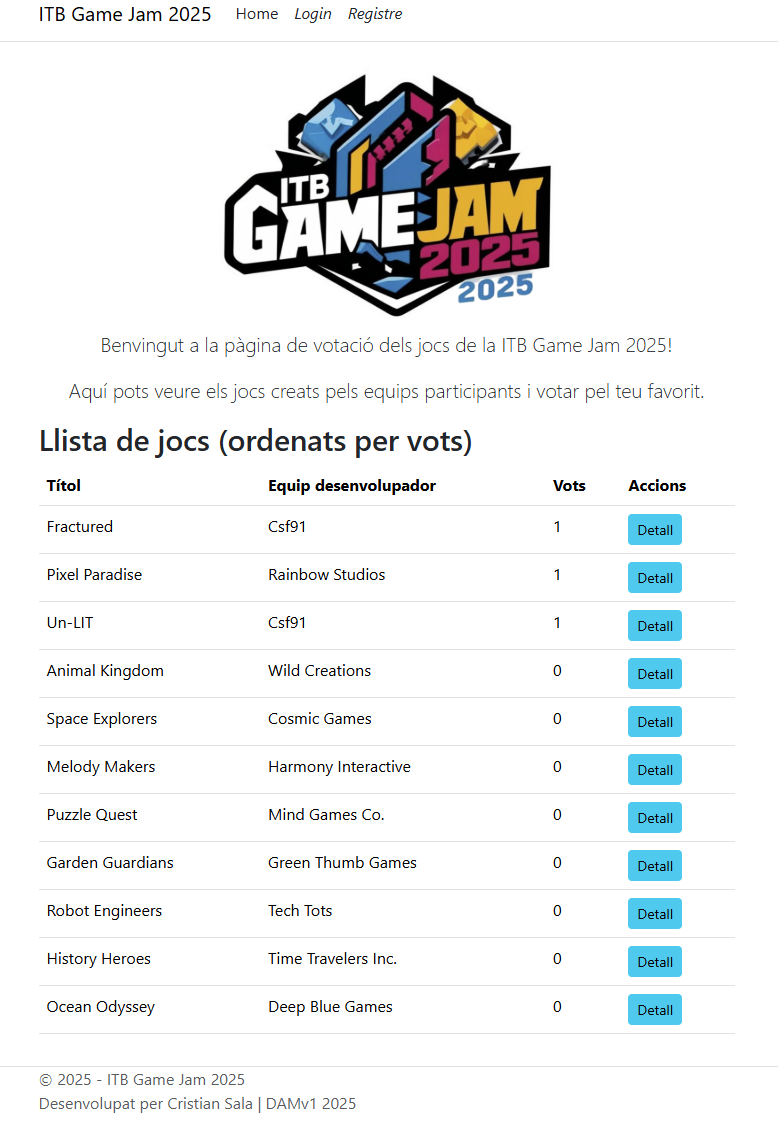 ITB Game Jam 2025 Home Login Registre
ITB
GAME JAM
2025
2025
Benvingut a la pàgina de votació dels jocs de la ITB Game Jam 2025!
Aquí pots veure els jocs creats pels equips participants i votar pel teu favorit.
Llista de jocs (ordenats per vots)
Títol Equip desenvolupador Vots Accions
Fractured Csf91 1 Detall
Pixel Paradise Rainbow Studios 1 Detall
Un-LIT Csf91 1 Detall
Animal Kingdom Wild Creations 0 Detall
Space Explorers Cosmic Games 0 Detall
Melody Makers Harmony Interactive 0 Detall
Puzzle Quest Mind Games Co. 0 Detall
Garden Guardians Green Thumb Games 0 Detall
Robot Engineers Tech Tots 0 Detall
History Heroes Time Travelers Inc. 0 Detall
Ocean Odyssey Deep Blue Games 0 Detall
© 2025 - ITB Game Jam 2025
Desenvolupat per Cristian Sala | DAMv1 2025